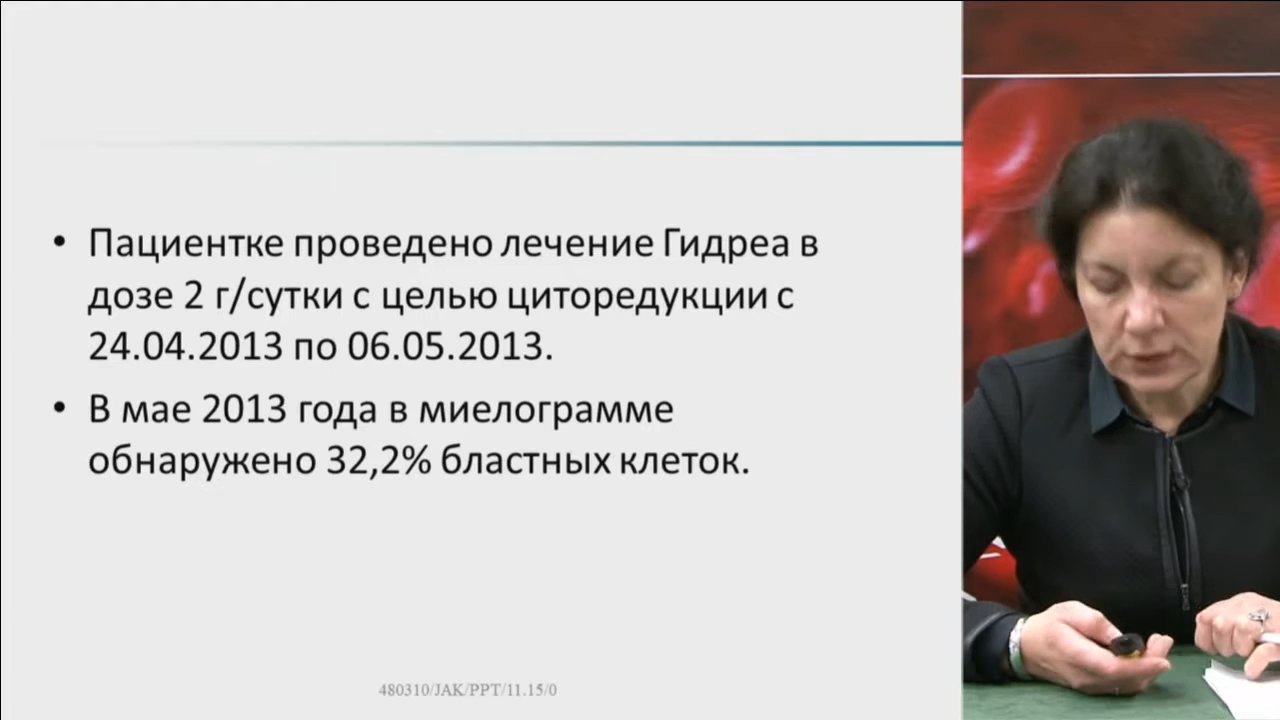 • Пациентке проведено лечение Гидреа в
дозе 2 г/сутки с целью циторедукции с
24.04.2013 по 06.05.2013.
• В мае 2013 года в миелограмме
обнаружено 32,2% бластных клеток.
480310/JAK/PPT/11.15/0